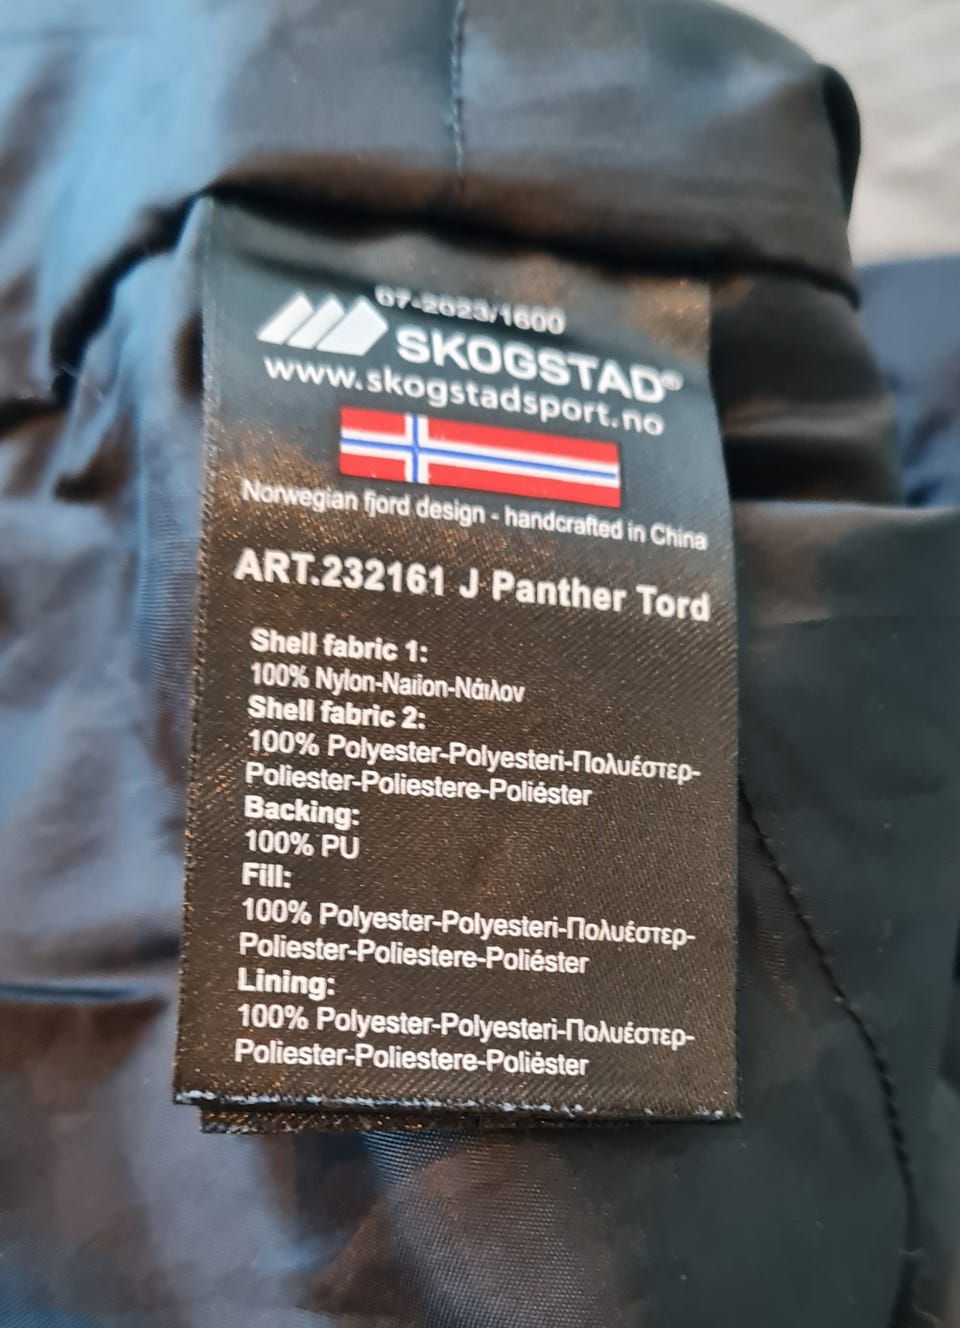 07-2023/1600
SKOGSTAD®
www.skogstadsport.no
Norwegian fjord design - handcrafted in China
ART.232161 J Panther Tord
Shell fabric 1:
100% Nylon-Nailon-Νάιλον
Shell fabric 2:
100% Polyester-Polyesteri-Πολυέστερ-
Poliester-Poliestere-Poliéster
Backing:
100% PU
Fill:
100% Polyester-Polyesteri-Πολυέστερ-
Poliester-Poliestere-Poliéster
Lining:
100% Polyester-Polyesteri-Πολυέστερ-
Poliester-Poliestere-Poliéster